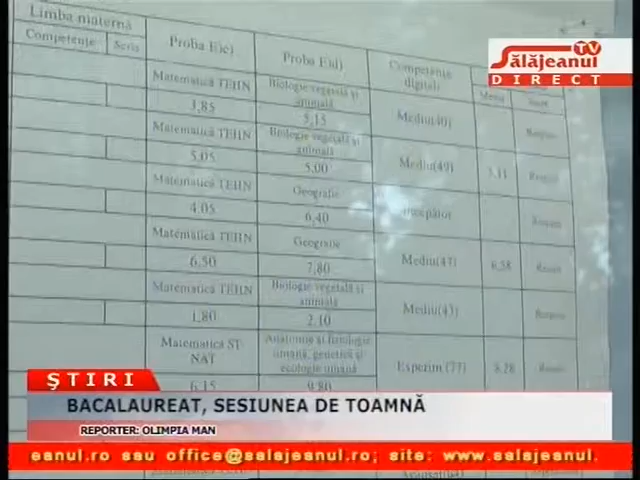 Limba maternă
Competențe Scris
Proba E(c)
Proba E(d)
Competențe
digitale
Sălăjeanul TV
DIRECT
Matematică TEHN
Biologie vegetală și
animală
3,85
5,15
Mediu(40)
Matematică TEHN
Biologie vegetală și
animală
5,05
5,00
Mediu(49)
Matematică TEHN
Geografie
4,05
6,40
Începător
Matematică TEHN
Geografie
6,50
7,80
Mediu(47)
6,58
Matematică TEHN
Biologie vegetală și
animală
1,80
2,10
Mediu(43)
Matematică ST
NAT
Anatomie și fiziologie
umană, genetică și
ecologie umană
6,15
9,80
8,28
ŞTIRI
BACALAUREAT, SESIUNEA DE TOAMNĂ
REPORTER: OLIMPIA MAN
eanul.ro sau office@salajeanul.ro; site: www.salajeanul.